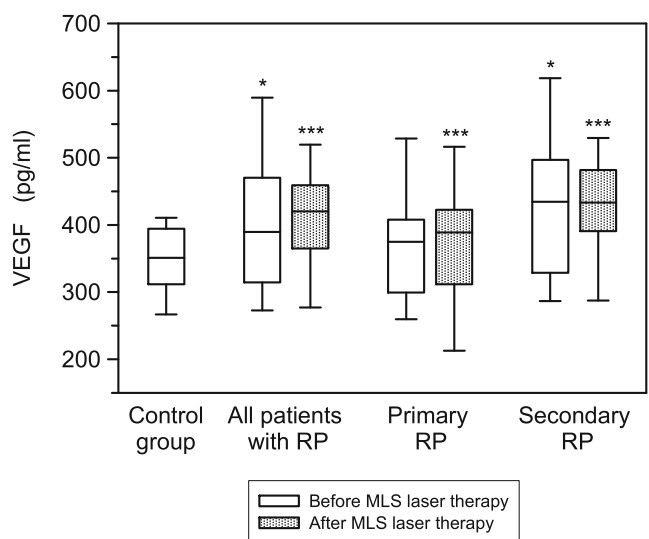 700
600
500
400
300
200
VEGF (pg/ml)
*
***
***
*
***
Control group
All patients with RP
Primary RP
Secondary RP
Before MLS laser therapy
After MLS laser therapy